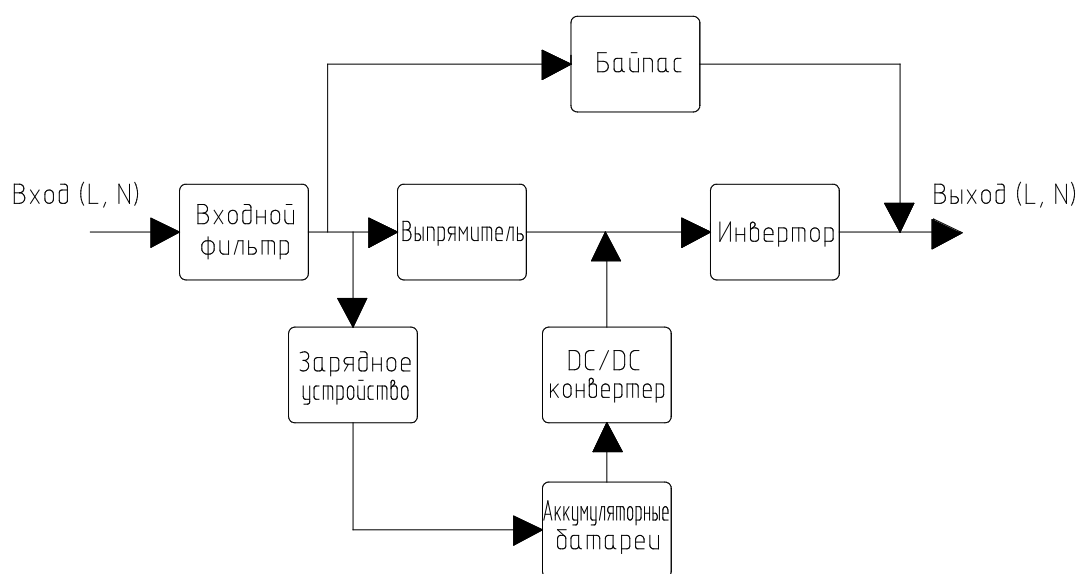 Байпас
Вход (L, N)
Входной
фильтр
Выпрямитель
Инвертор
Выход (L, N)
Зарядное
устройство
DC/DC
конвертер
Аккумуляторные
батареи